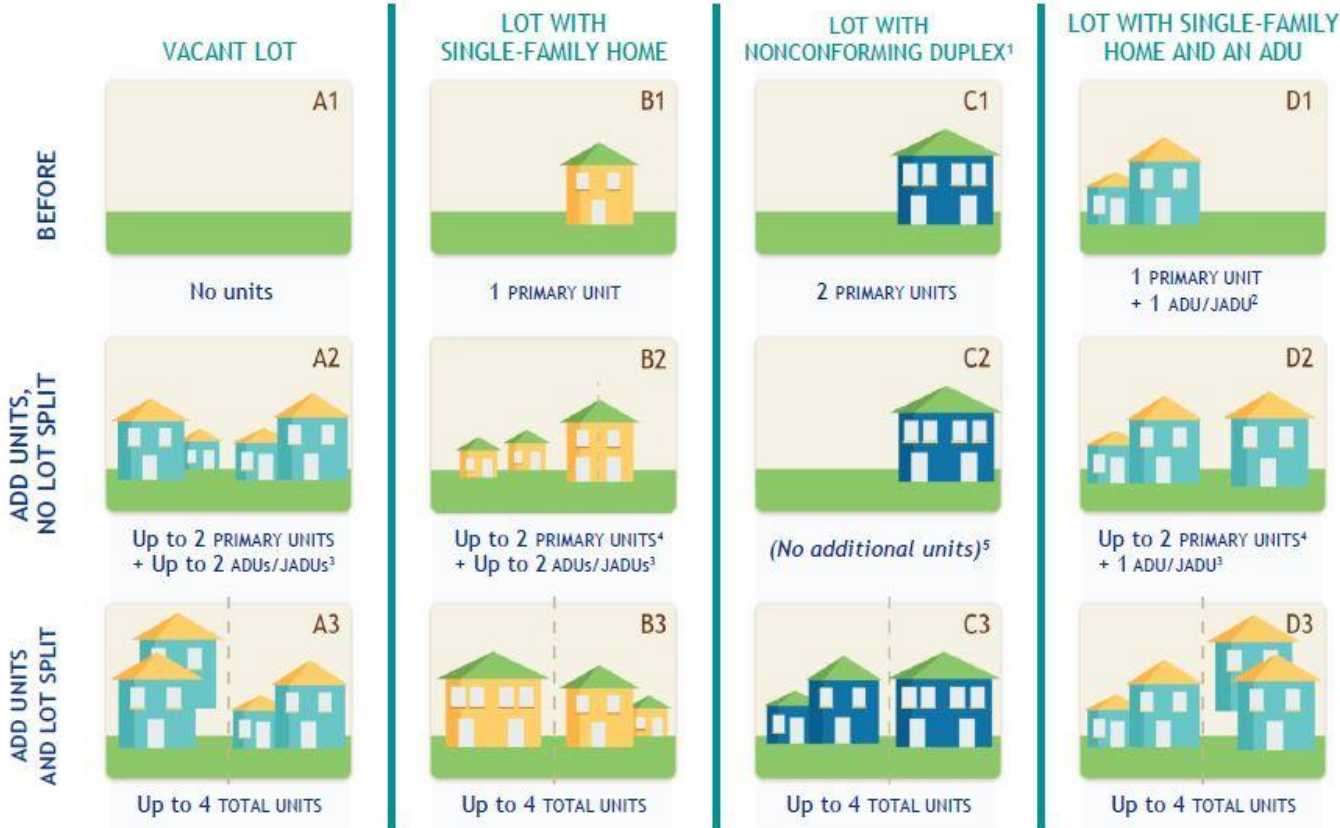 VACANT LOT
LOT WITH
SINGLE-FAMILY HOME
LOT WITH
NONCONFORMING DUPLEX¹
LOT WITH SINGLE-FAMILY
HOME AND AN ADU
BEFORE
A1
B1
C1
D1
No units
1 PRIMARY UNIT
2 PRIMARY UNITS
1 PRIMARY UNIT
+ 1 ADU/JADU²
ADD UNITS,
NO LOT SPLIT
A2
B2
C2
D2
Up to 2 PRIMARY UNITS
+ Up to 2 ADUs/JADUs³
Up to 2 PRIMARY UNITS⁴
+ Up to 2 ADUs/JADUs³
(No additional units)⁵
Up to 2 PRIMARY UNITS⁴
+ 1 ADU/JADU³
ADD UNITS
AND LOT SPLIT
A3
B3
C3
D3
Up to 4 TOTAL UNITS
Up to 4 TOTAL UNITS
Up to 4 TOTAL UNITS
Up to 4 TOTAL UNITS